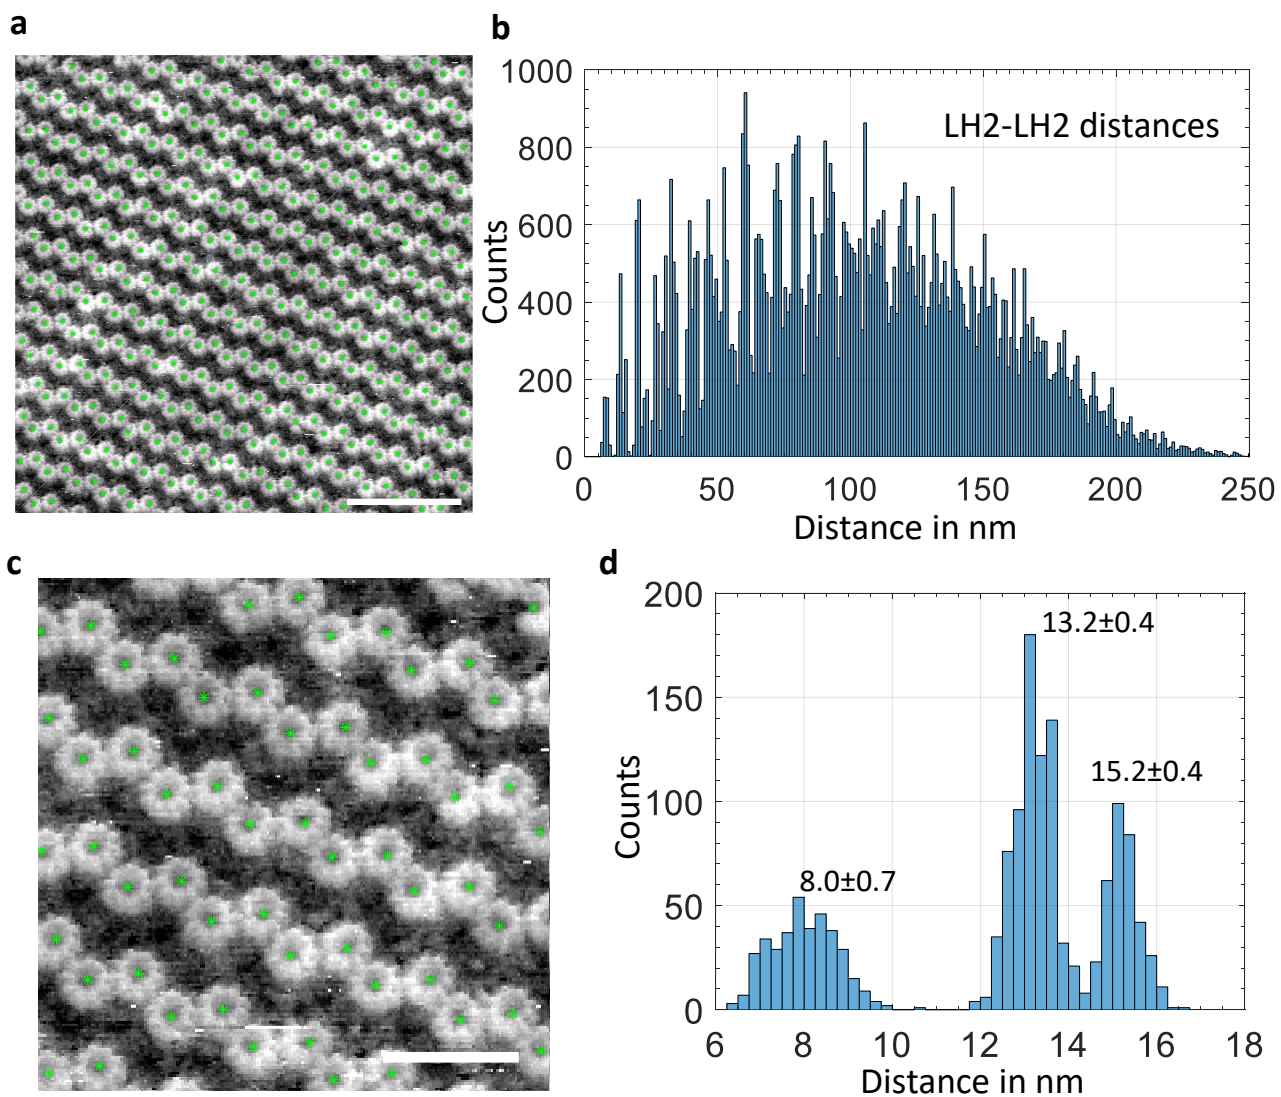 a
b
1000
800
600
400
200
0
Counts
LH2-LH2 distances
0 50 100 150 200 250
Distance in nm
c
d
200
150
100
50
0
Counts
13.2±0.4
15.2±0.4
8.0±0.7
6 8 10 12 14 16 18
Distance in nm